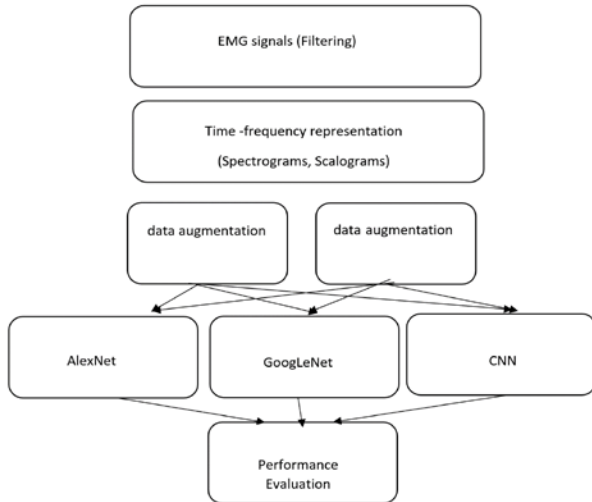 EMG signals (Filtering)
Time -frequency representation
(Spectrograms, Scalograms)
data augmentation
data augmentation
AlexNet
GoogLeNet
CNN
Performance
Evaluation